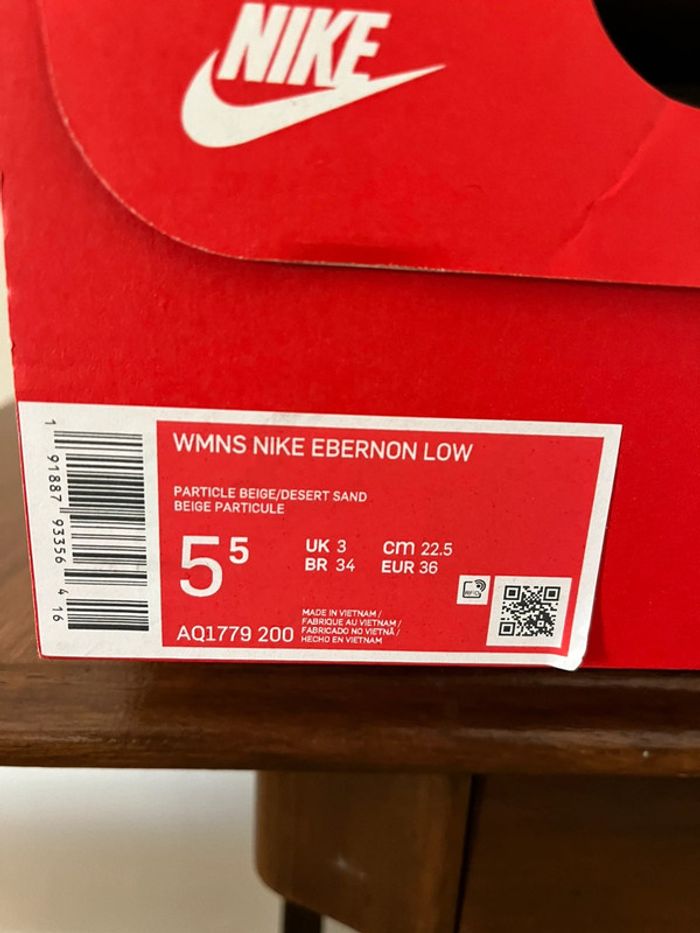 NIKE
WMNS NIKE EBERNON LOW
PARTICLE BEIGE/DESERT SAND
BEIGE PARTICULE
5⁵
UK 3 cm 22.5
BR 34 EUR 36
AQ1779 200
MADE IN VIETNAM /
FABRIQUE AU VIETNAM /
FABRICADO NO VIETNÃ /
HECHO EN VIETNAM
RFID
1 91887 93356 4 16